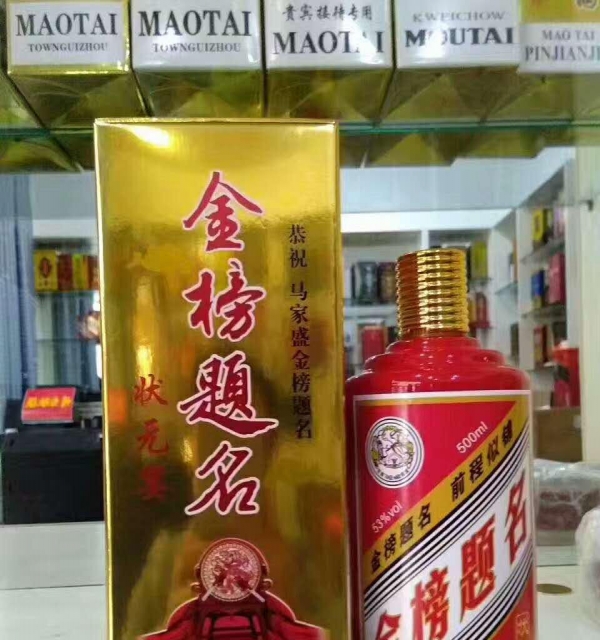 MAOTAI
TOWNGUIZHOU
MAOTAI
TOWNGUIZHOU
贵宾接待专用
MAOTAI
KWEICHOW
MOUTAI
MAO TAI
PINJIANJI
金榜题名
恭祝 马家盛金榜题名
状元宴
500ml
53%vol
金榜题名 前程似锦
金榜题名